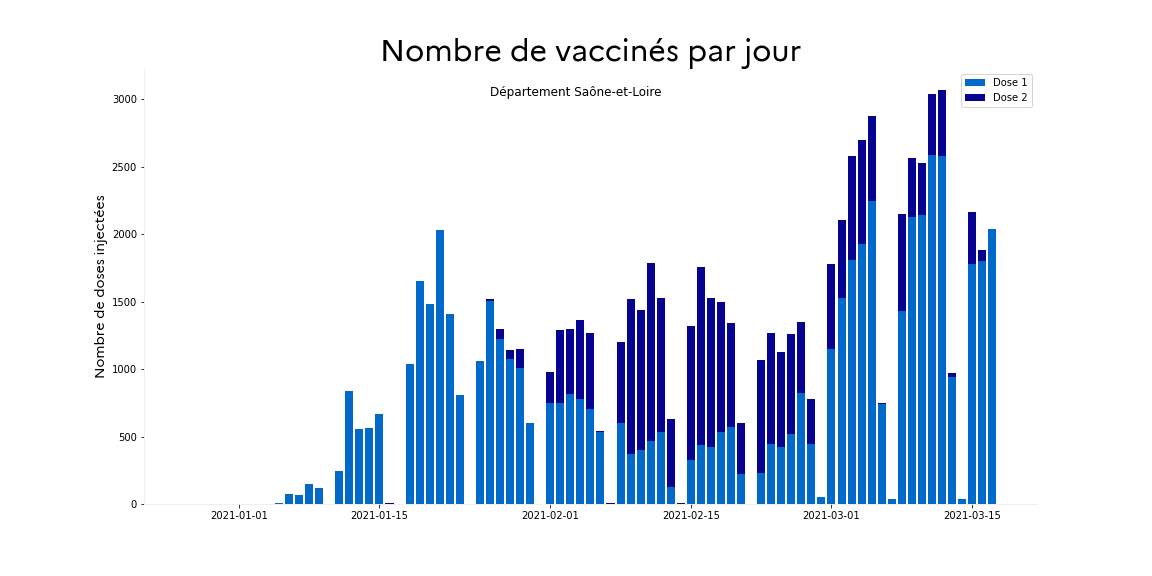 Nombre de vaccinés par jour
Département Saône-et-Loire
Dose 1
Dose 2
Nombre de doses injectées
3000
2500
2000
1500
1000
500
0
2021-01-01
2021-01-15
2021-02-01
2021-02-15
2021-03-01
2021-03-15